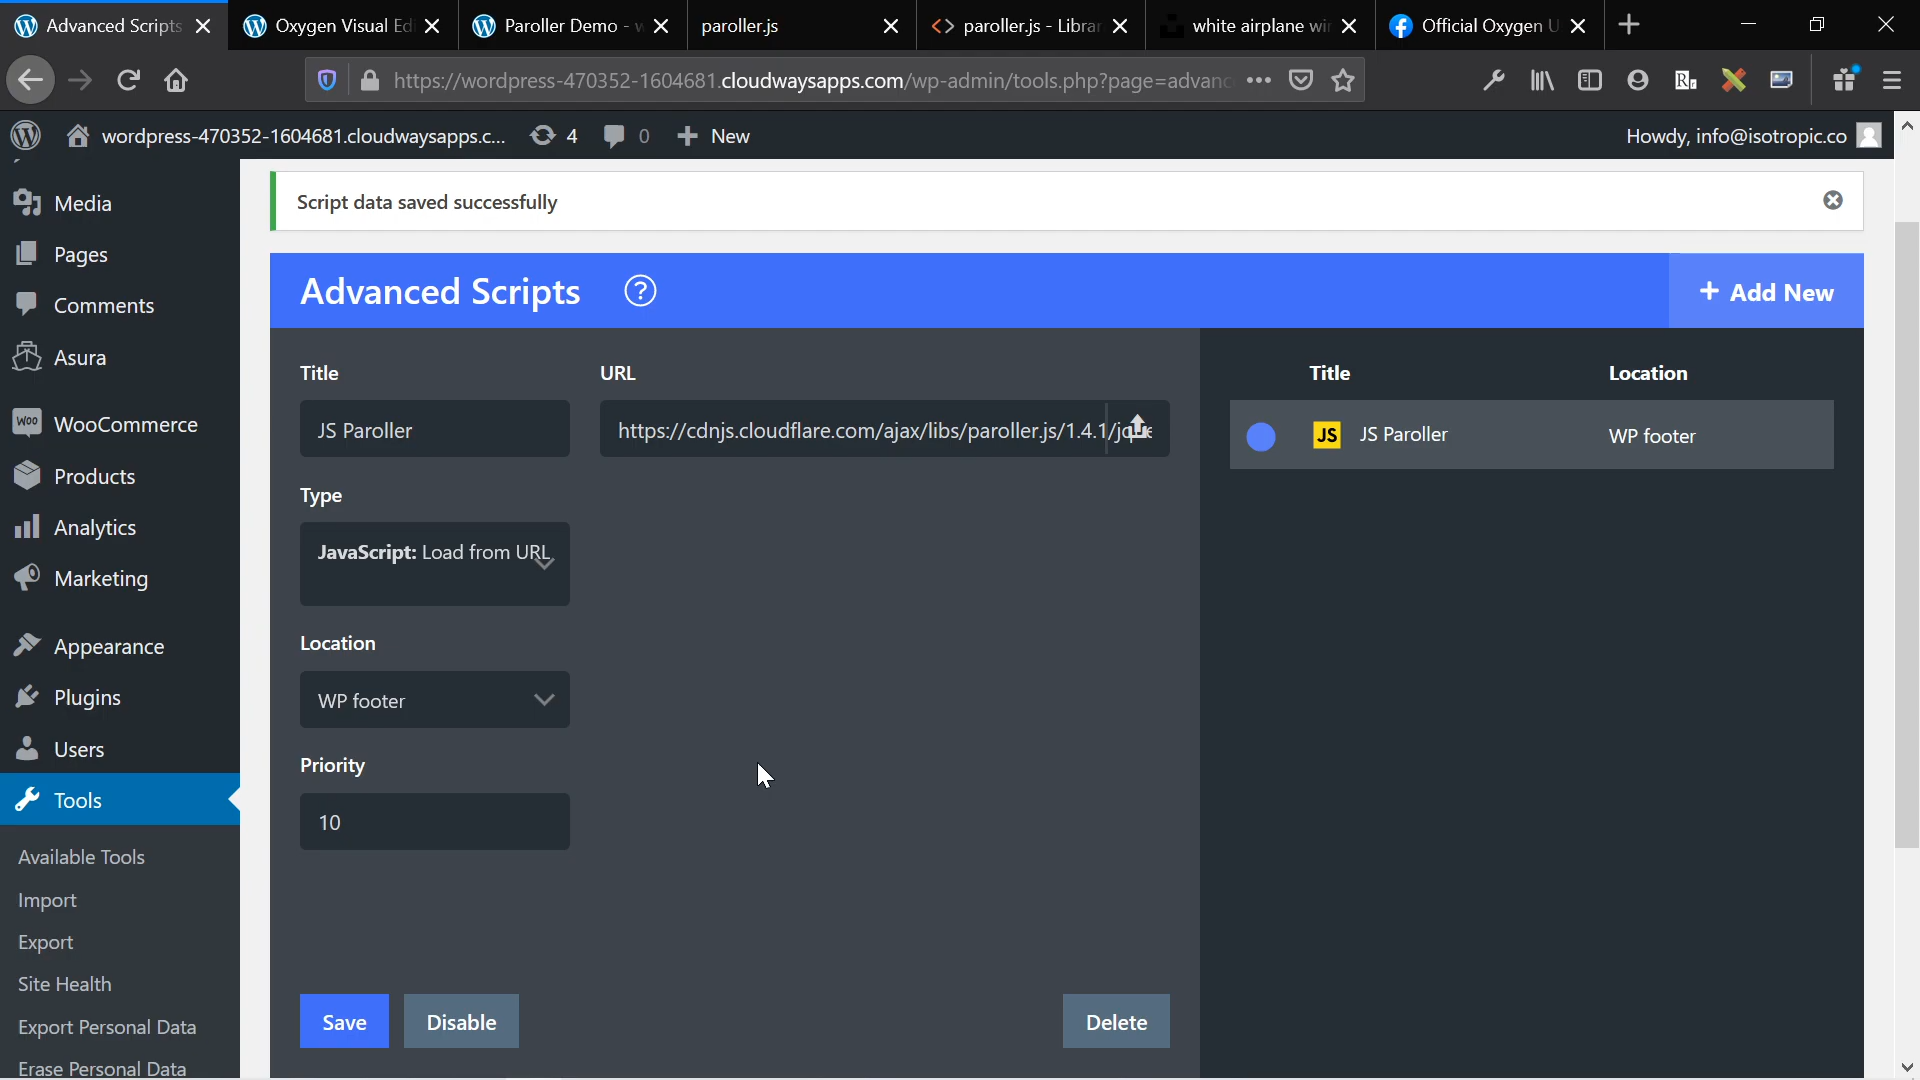 Advanced Scripts
Oxygen Visual Ed
Paroller Demo - w
paroller.js
paroller.js - Librar
white airplane wi
Official Oxygen U
https://wordpress-470352-1604681.cloudwaysapps.com/wp-admin/tools.php?page=advanc
wordpress-470352-1604681.cloudwaysapps.c...
4
0
New
Howdy, info@isotropic.co
Media
Pages
Comments
Asura
WooCommerce
Products
Analytics
Marketing
Appearance
Plugins
Users
Tools
Available Tools
Import
Export
Site Health
Export Personal Data
Erase Personal Data
Script data saved successfully
Advanced Scripts ?
+ Add New
Title
URL
JS Paroller
https://cdnjs.cloudflare.com/ajax/libs/paroller.js/1.4.1/jque
Type
JavaScript: Load from URL
Location
WP footer
Priority
10
Save
Disable
Delete
Title
Location
JS
JS Paroller
WP footer